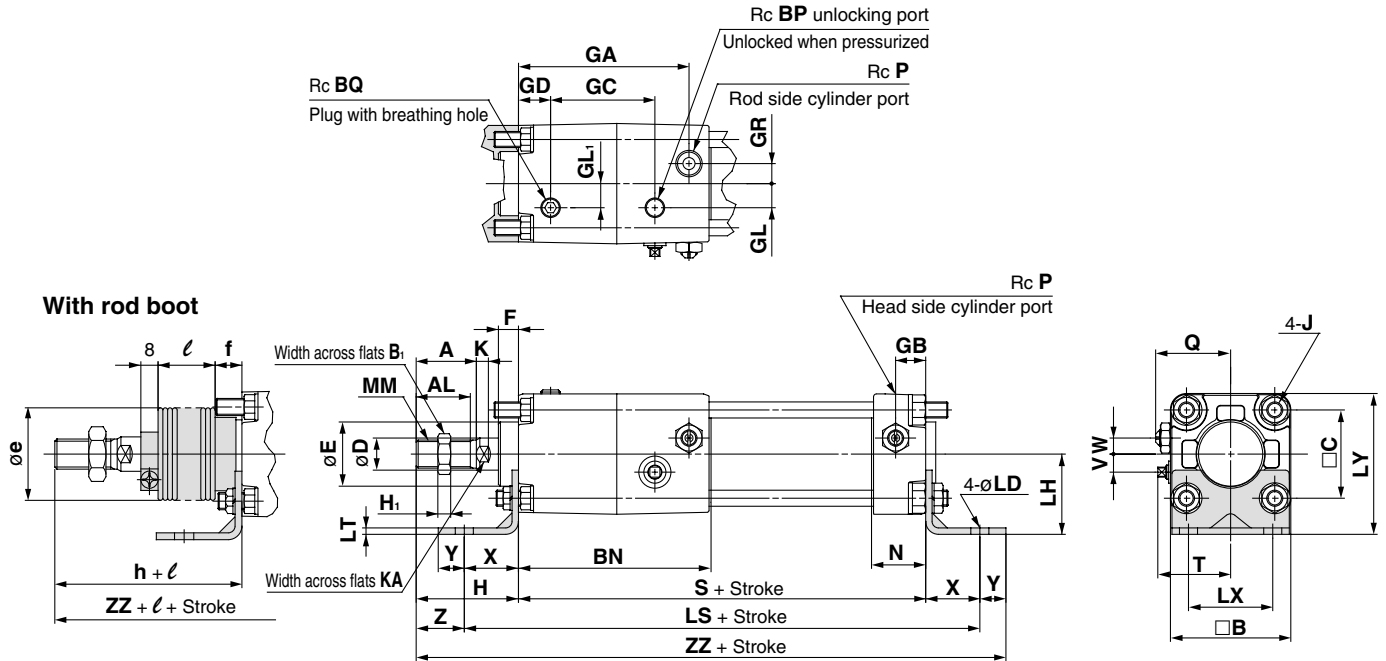 Rc BP unlocking port
Unlocked when pressurized
GA
Rc P
Rod side cylinder port
GD
GC
Rc BQ
Plug with breathing hole
GR
GL1
GL
With rod boot
Rc P
Head side cylinder port
8
ℓ
f
F
A
K
Width across flats B1
AL
MM
GB
Q
4-J
øe
øE
øD
VW
□C
LY
LH
4-øLD
H1
LT
Y
X
BN
N
T
Width across flats KA
h + ℓ
H
S + Stroke
X
Y
LX
ZZ + ℓ + Stroke
Z
LS + Stroke
□B
ZZ + Stroke